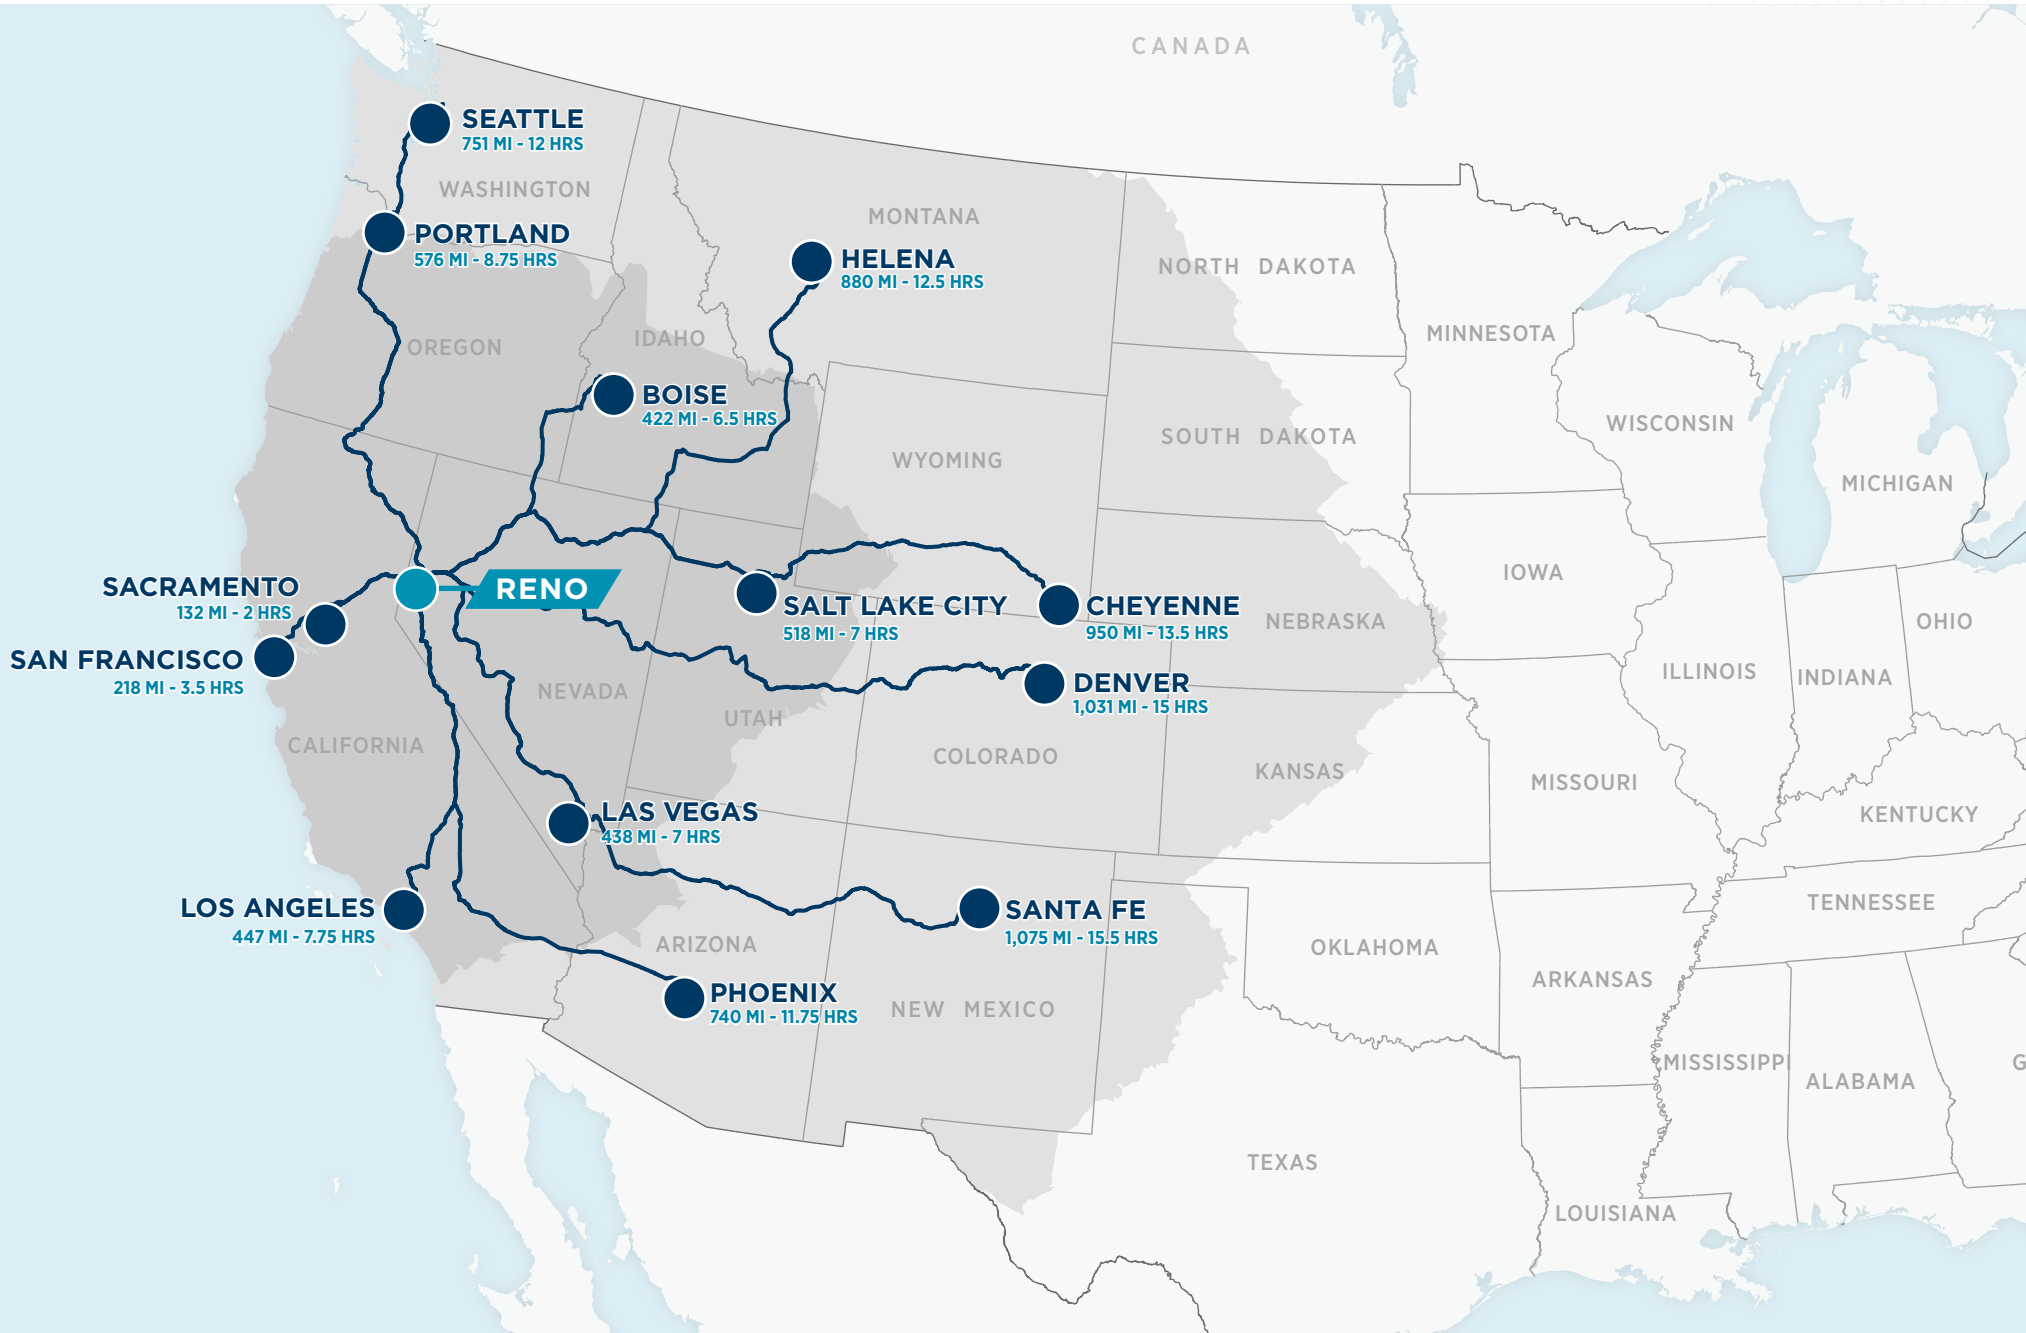 CANADA
SEATTLE
751 MI - 12 HRS
WASHINGTON
MONTANA
PORTLAND
576 MI - 8.75 HRS
HELENA
880 MI - 12.5 HRS
NORTH DAKOTA
OREGON
IDAHO
MINNESOTA
BOISE
422 MI - 6.5 HRS
WISCONSIN
SOUTH DAKOTA
WYOMING
MICHIGAN
IOWA
SACRAMENTO
132 MI - 2 HRS
RENO
SALT LAKE CITY
518 MI - 7 HRS
CHEYENNE
950 MI - 13.5 HRS
NEBRASKA
OHIO
SAN FRANCISCO
218 MI - 3.5 HRS
NEVADA
DENVER
1,031 MI - 15 HRS
ILLINOIS
INDIANA
UTAH
CALIFORNIA
COLORADO
KANSAS
MISSOURI
KENTUCKY
LAS VEGAS
438 MI - 7 HRS
LOS ANGELES
447 MI - 7.75 HRS
SANTA FE
1,075 MI - 15.5 HRS
TENNESSEE
ARIZONA
OKLAHOMA
ARKANSAS
PHOENIX
740 MI - 11.75 HRS
NEW MEXICO
MISSISSIPPI
ALABAMA
G
TEXAS
LOUISIANA